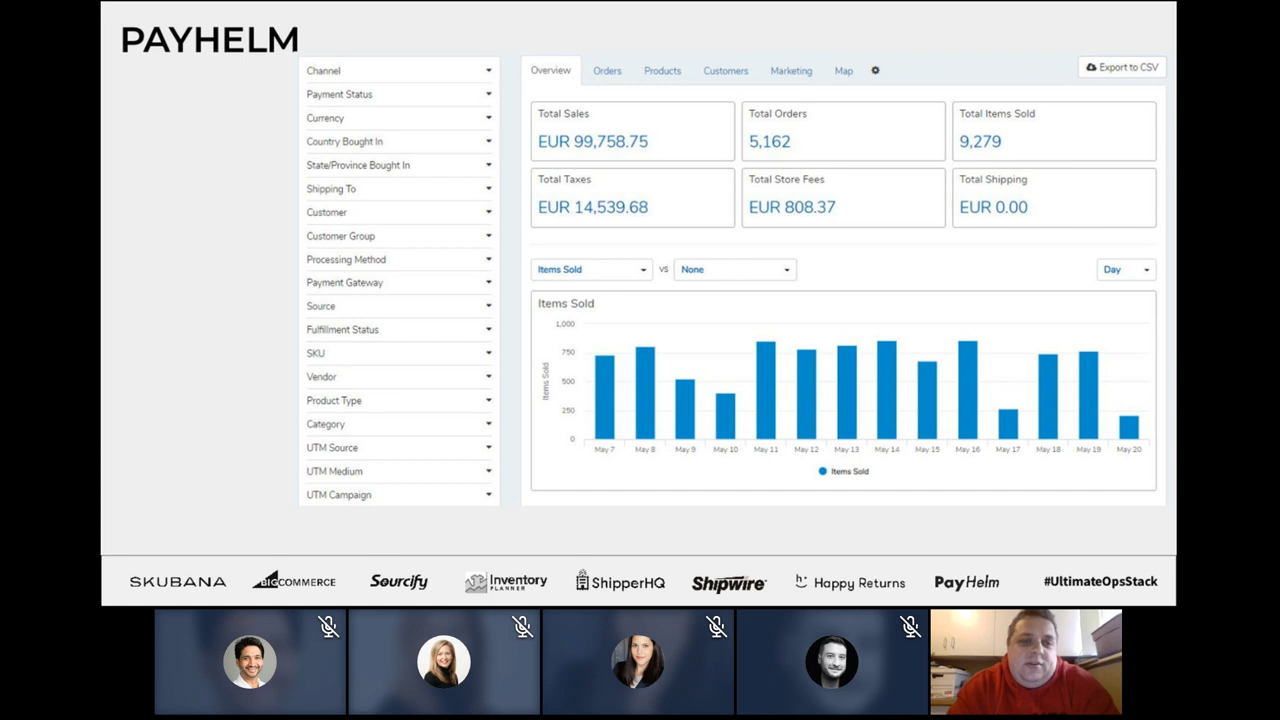 PAYHELM
Channel
Payment Status
Currency
Country Bought In
State/Province Bought In
Shipping To
Customer
Customer Group
Processing Method
Payment Gateway
Source
Fulfillment Status
SKU
Vendor
Product Type
Category
UTM Source
UTM Medium
UTM Campaign
Overview Orders Products Customers Marketing Map Export to CSV
Total Sales Total Orders Total Items Sold
EUR 99,758.75 5,162 9,279
Total Taxes Total Store Fees Total Shipping
EUR 14,539.68 EUR 808.37 EUR 0.00
Items Sold vs None Day
Items Sold
Items Sold
1,000
750
500
250
0
May 7 May 8 May 9 May 10 May 11 May 12 May 13 May 14 May 15 May 16 May 17 May 18 May 19 May 20
Items Sold
SKUBANA BIGCOMMERCE Sourcify Inventory PLANNER ShipperHQ Shipwire Happy Returns PayHelm #UltimateOpsStack